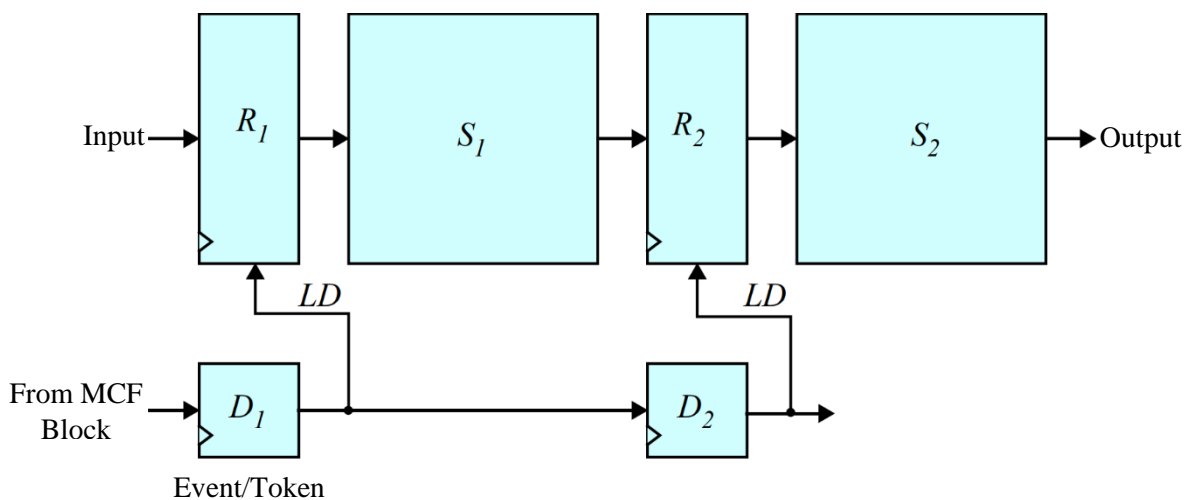 R1
S1
R2
S2
Input
Output
LD
LD
From MCF
Block
D1
D2
Event/Token